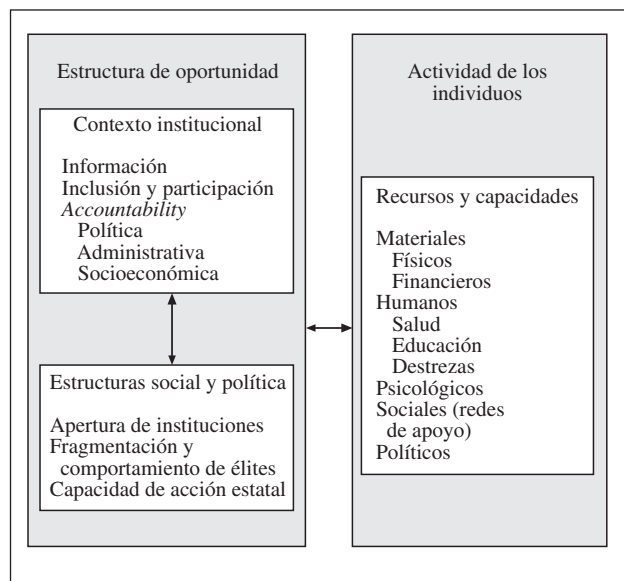 Estructura de oportunidad
Contexto institucional
Información
Inclusión y participación
Accountability
Política
Administrativa
Socioeconómica
Estructuras social y política
Apertura de instituciones
Fragmentación y
comportamiento de élites
Capacidad de acción estatal
Actividad de los
individuos
Recursos y capacidades
Materiales
Físicos
Financieros
Humanos
Salud
Educación
Destrezas
Psicológicos
Sociales (redes
de apoyo)
Políticos